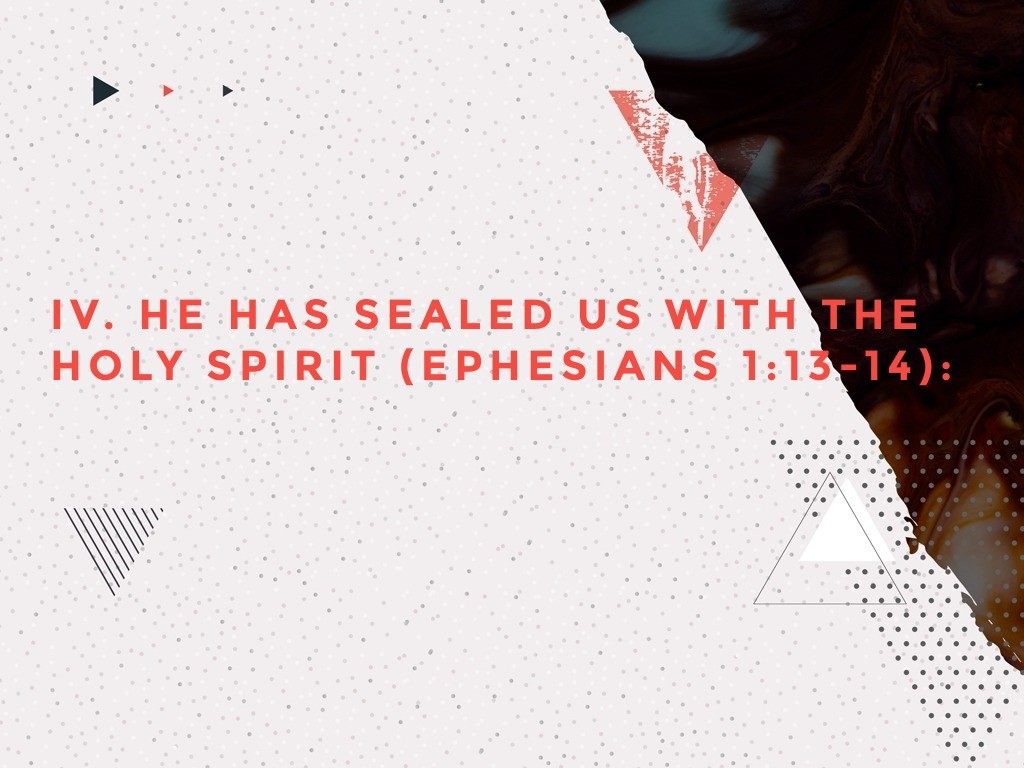 IV. HE HAS SEALED US WITH THE
HOLY SPIRIT (EPHESIANS 1:13-14):